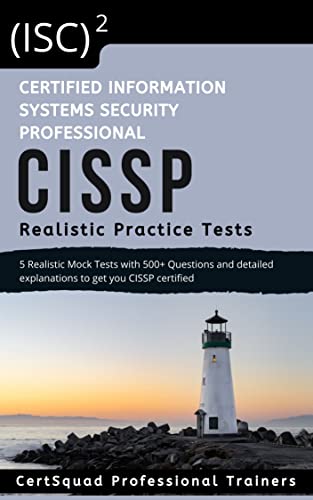 (ISC)²
CERTIFIED INFORMATION
SYSTEMS SECURITY
PROFESSIONAL
CISSP
Realistic Practice Tests
5 Realistic Mock Tests with 500+ Questions and detailed
explanations to get you CISSP certified
CertSquad Professional Trainers